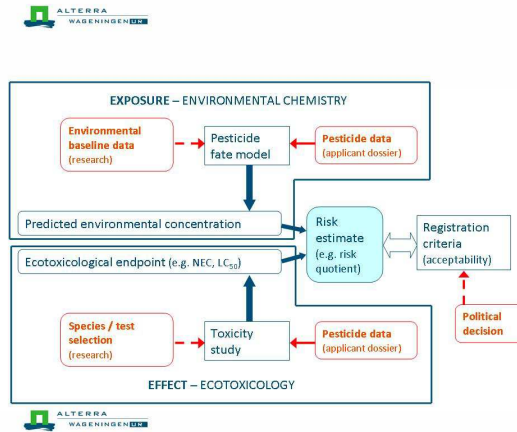 ALTERRA
WAGENINGEN UR
EXPOSURE – ENVIRONMENTAL CHEMISTRY
Environmental
baseline data
(research)
Pesticide
fate model
Pesticide data
(applicant dossier)
Predicted environmental concentration
Ecotoxicological endpoint (e.g. NEC, LC50)
Risk
estimate
(e.g. risk
quotient)
Registration
criteria
(acceptability)
Species / test
selection
(research)
Toxicity
study
Pesticide data
(applicant dossier)
Political
decision
EFFECT – ECOTOXICOLOGY
ALTERRA
WAGENINGEN UR